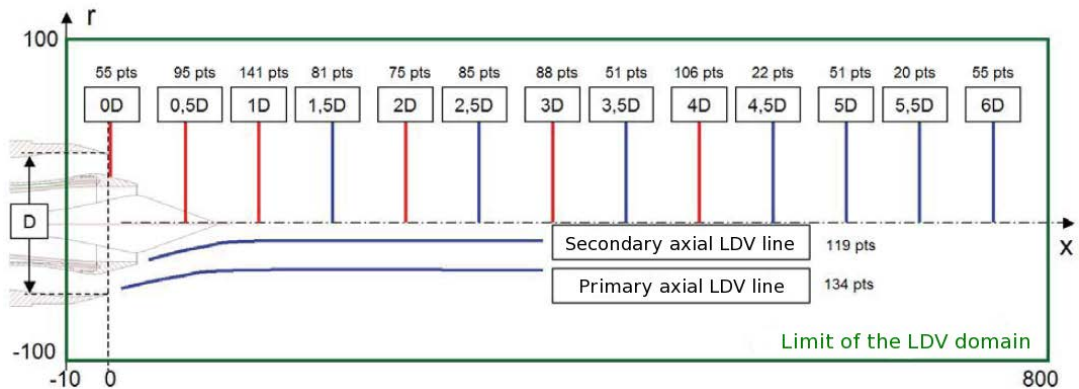 r
100
55 pts 95 pts 141 pts 81 pts 75 pts 85 pts 88 pts 51 pts 106 pts 22 pts 51 pts 20 pts 55 pts
0D 0,5D 1D 1,5D 2D 2,5D 3D 3,5D 4D 4,5D 5D 5,5D 6D
D
Secondary axial LDV line 119 pts
x
Primary axial LDV line 134 pts
Limit of the LDV domain
-100
-10 0 800